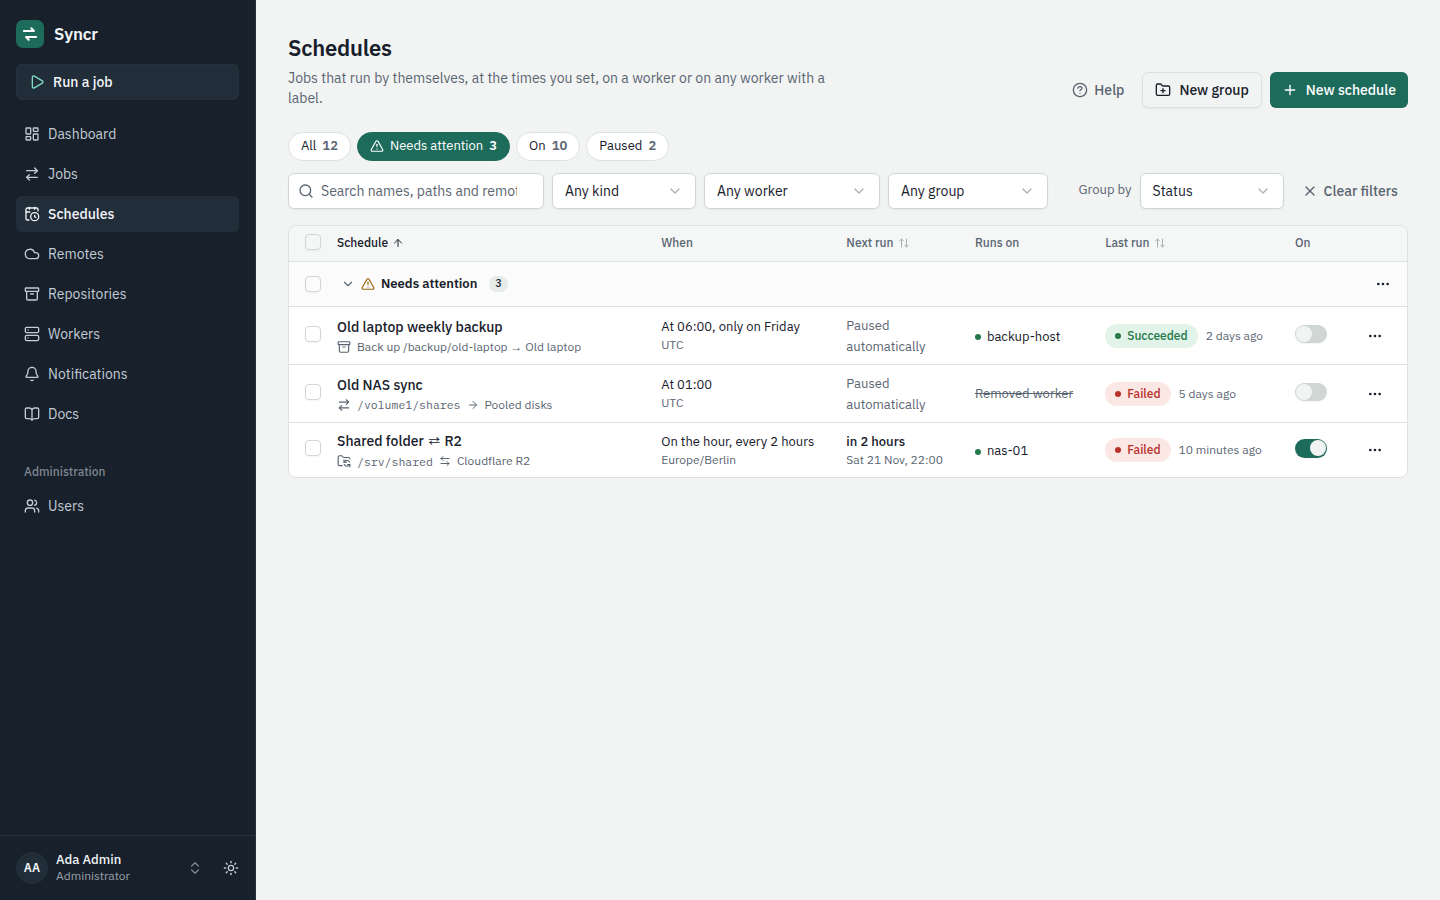 Syncr
Run a job
Dashboard
Jobs
Schedules
Remotes
Repositories
Workers
Notifications
Docs
Administration
Users
AA
Ada Admin
Administrator
Schedules
Jobs that run by themselves, at the times you set, on a worker or on any worker with a
label.
Help
New group
New schedule
All 12
Needs attention 3
On 10
Paused 2
Search names, paths and remot
Any kind
Any worker
Any group
Group by
Status
Clear filters
Schedule When Next run Runs on Last run On
Needs attention 3
Old laptop weekly backup
Back up /backup/old-laptop → Old laptop
At 06:00, only on Friday
UTC
Paused
automatically
backup-host
Succeeded 2 days ago
Old NAS sync
/volume1/shares → Pooled disks
At 01:00
UTC
Paused
automatically
Removed worker
Failed 5 days ago
Shared folder ⇄ R2
/srv/shared ⇆ Cloudflare R2
On the hour, every 2 hours
Europe/Berlin
in 2 hours
Sat 21 Nov, 22:00
nas-01
Failed 10 minutes ago